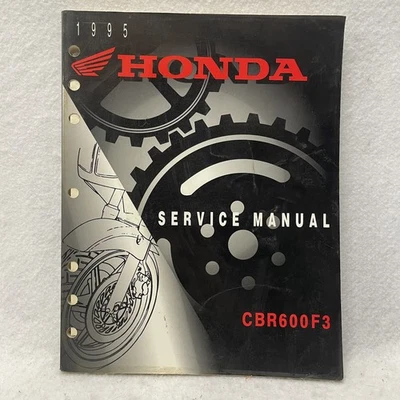 1995
HONDA
SERVICE MANUAL
CBR600F3